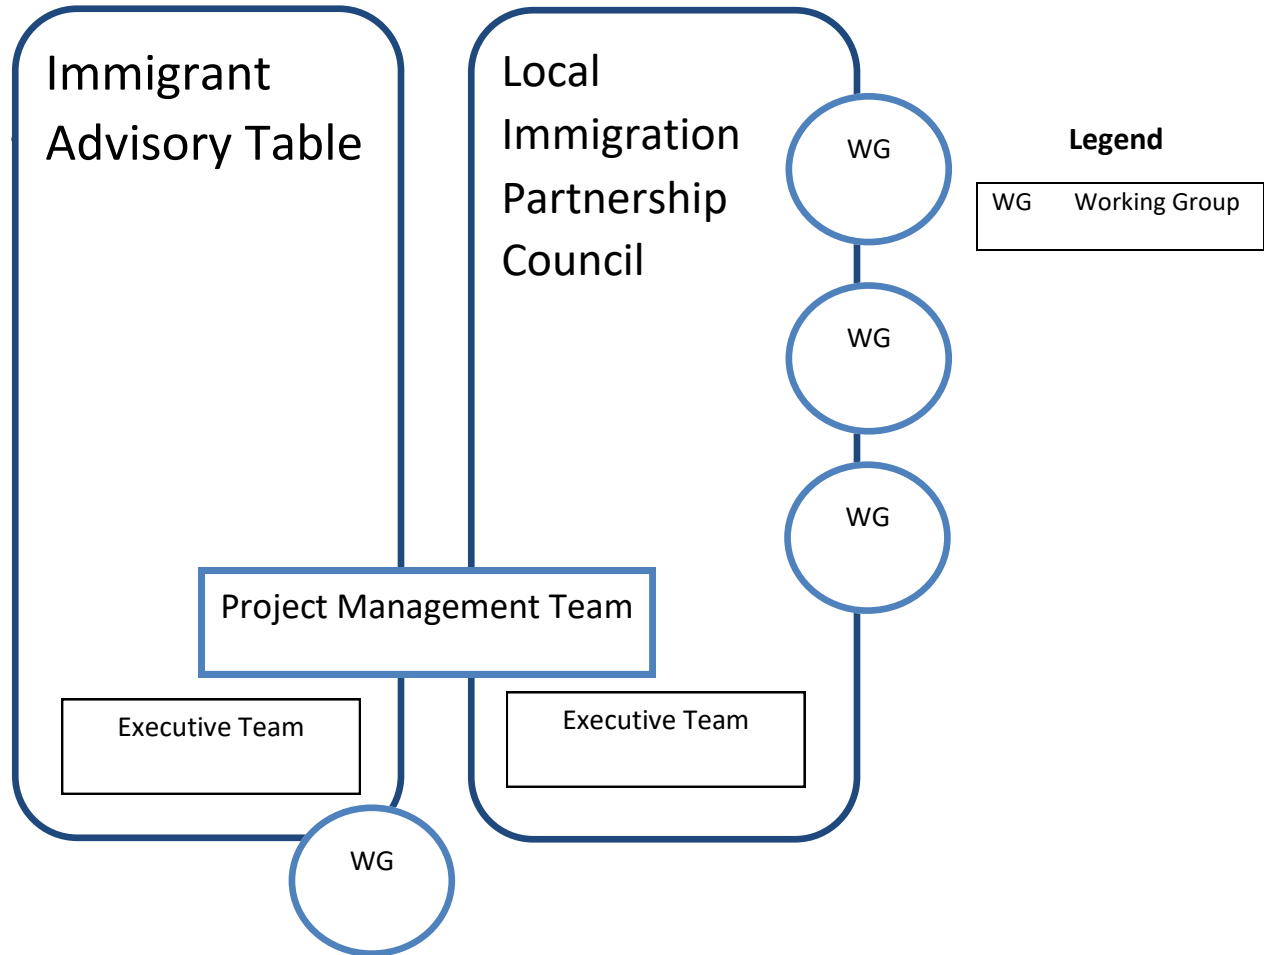 Immigrant
Advisory Table
Local
Immigration
Partnership
Council
WG
WG
WG
Legend
WG Working Group
Project Management Team
Executive Team
Executive Team
WG